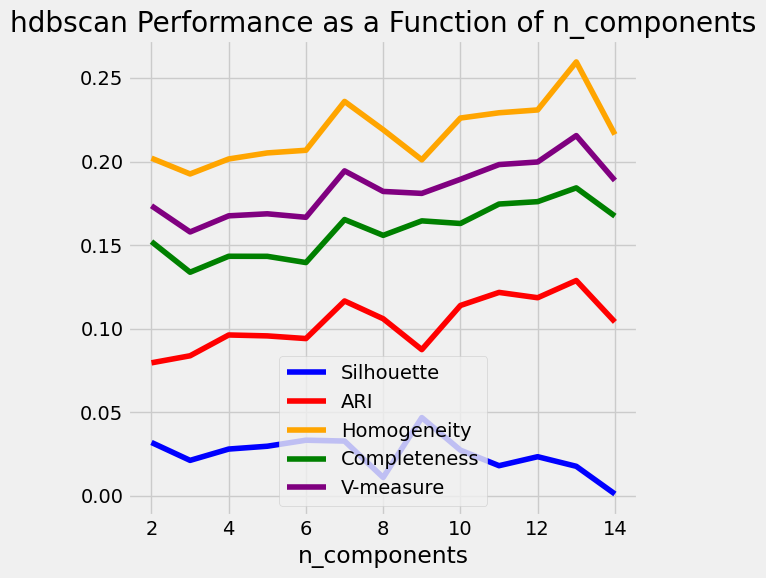 hdbscan Performance as a Function of n_components
0.25
0.20
0.15
0.10
0.05
0.00
Silhouette
ARI
Homogeneity
Completeness
V-measure
2 4 6 8 10 12 14
n_components